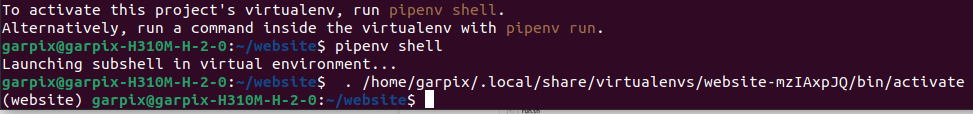 To activate this project's virtualenv, run pipenv shell.
Alternatively, run a command inside the virtualenv with pipenv run.
garpix@garpix-H310M-H-2-0:~/website$ pipenv shell
Launching subshell in virtual environment...
garpix@garpix-H310M-H-2-0:~/website$  . /home/garpix/.local/share/virtualenvs/website-mzIAxpJQ/bin/activate
(website) garpix@garpix-H310M-H-2-0:~/website$
run.sh